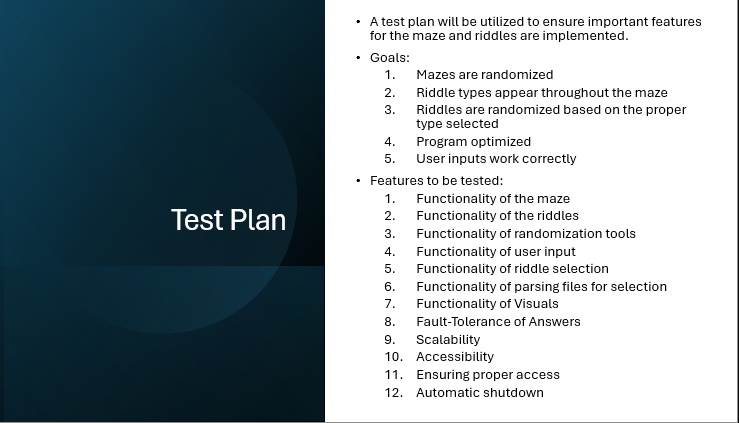 Test Plan
• A test plan will be utilized to ensure important features
for the maze and riddles are implemented.
• Goals:
1. Mazes are randomized
2. Riddle types appear throughout the maze
3. Riddles are randomized based on the proper
type selected
4. Program optimized
5. User inputs work correctly
• Features to be tested:
1. Functionality of the maze
2. Functionality of the riddles
3. Functionality of randomization tools
4. Functionality of user input
5. Functionality of riddle selection
6. Functionality of parsing files for selection
7. Functionality of Visuals
8. Fault-Tolerance of Answers
9. Scalability
10. Accessibility
11. Ensuring proper access
12. Automatic shutdown